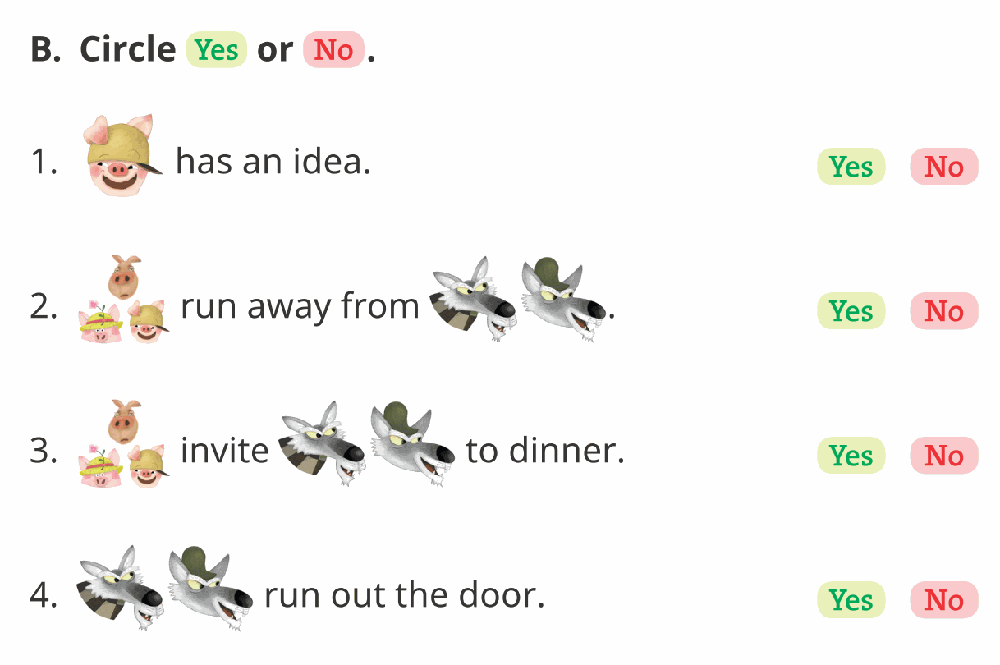 B. Circle Yes or No.
1. has an idea. Yes No
2. run away from . Yes No
3. invite to dinner. Yes No
4. run out the door. Yes No